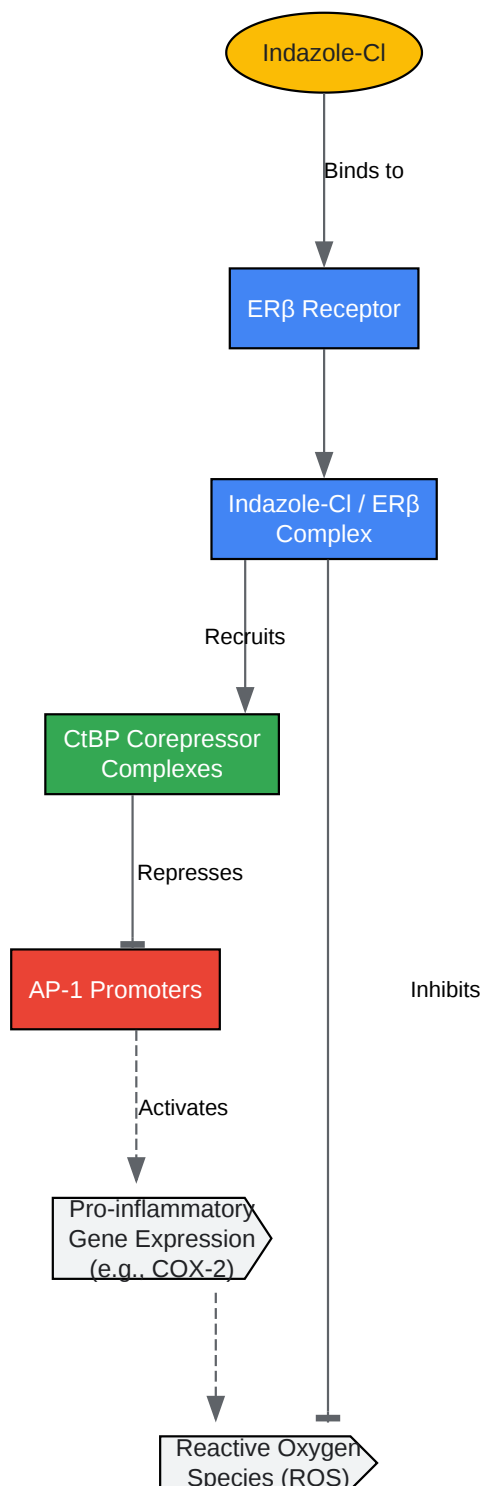 Indazole-Cl
Binds to
ERβ Receptor
Indazole-Cl / ERβ
Complex
Recruits
CtBP Corepressor
Complexes
Represses
AP-1 Promoters
Inhibits
Activates
Pro-inflammatory
Gene Expression
(e.g., COX-2)
Reactive Oxygen
Species (ROS)